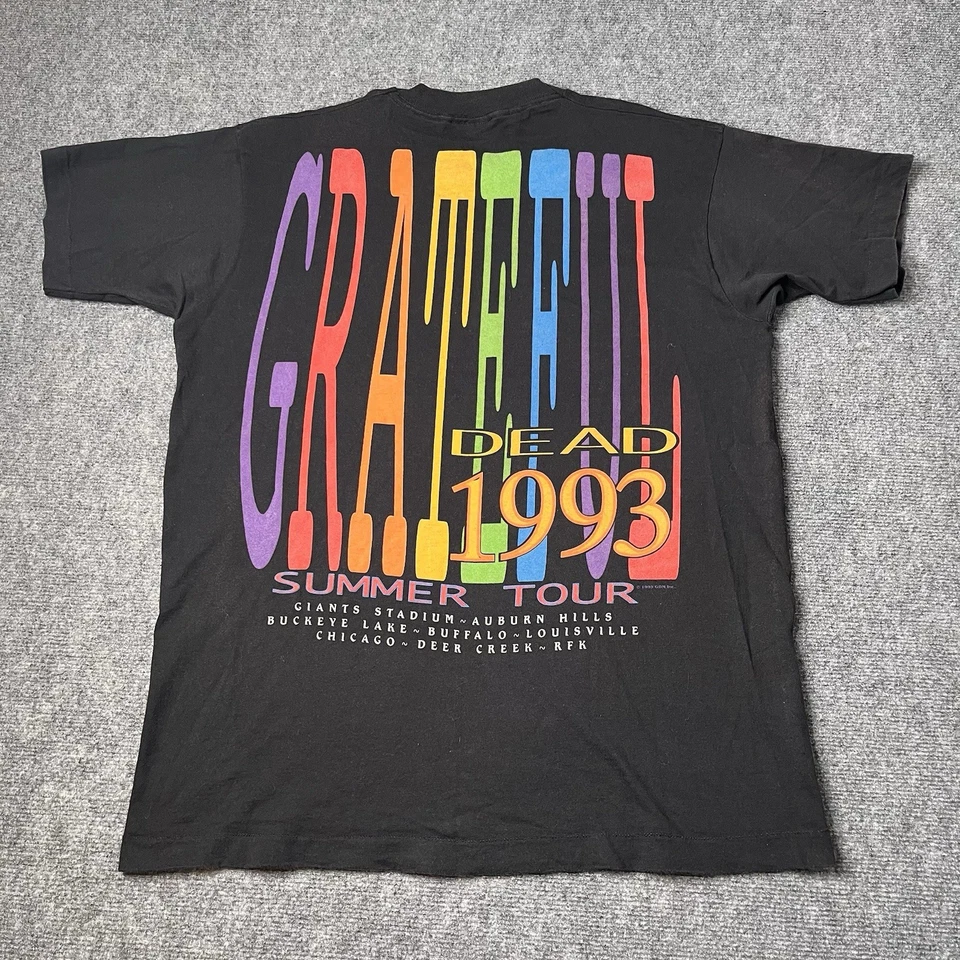 GRATEFUL
DEAD
1993
SUMMER TOUR
GIANTS STADIUM~AUBURN HILLS
BUCKEYE LAKE~BUFFALO~LOUISVILLE
CHICAGO~DEER CREEK~RFK